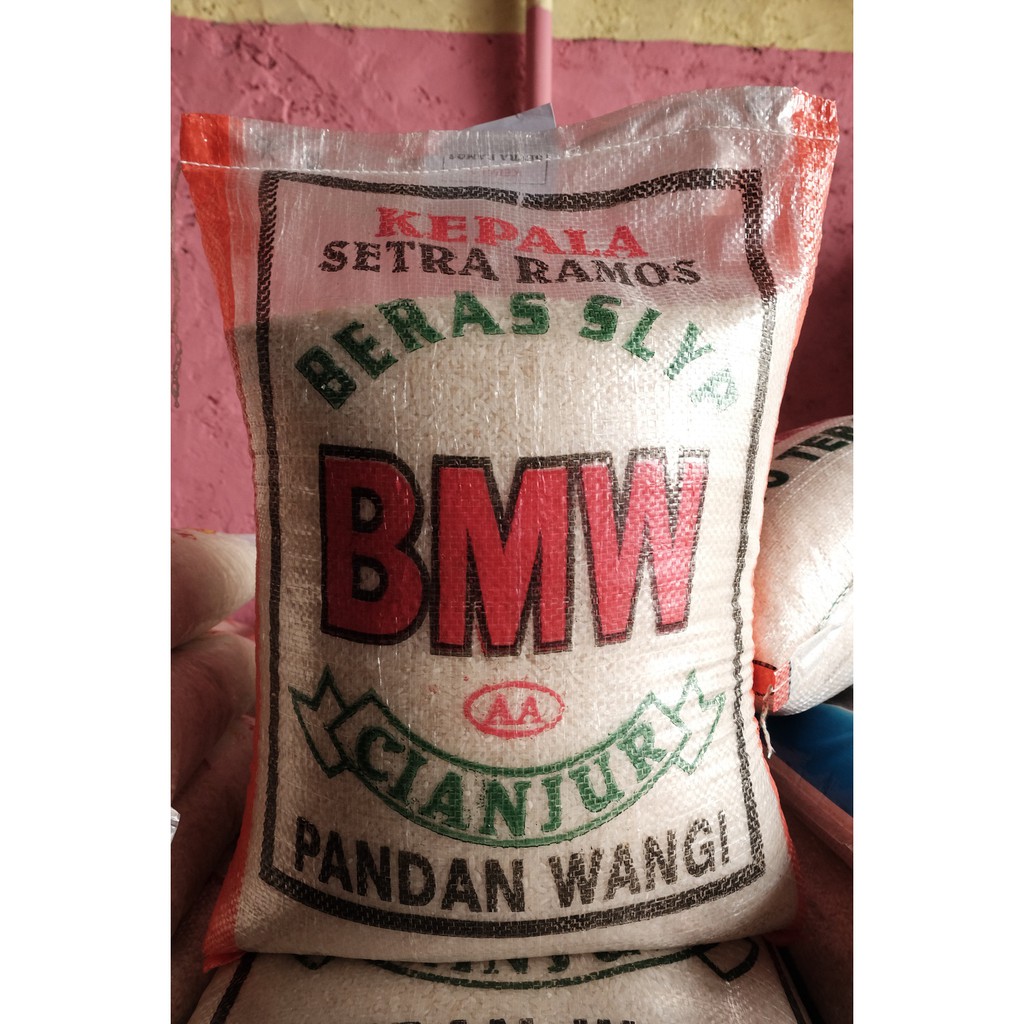 KEPALA
SETRA RAMOS
BERAS SLYP
BMW
AA
CIANJUR
PANDAN WANGI